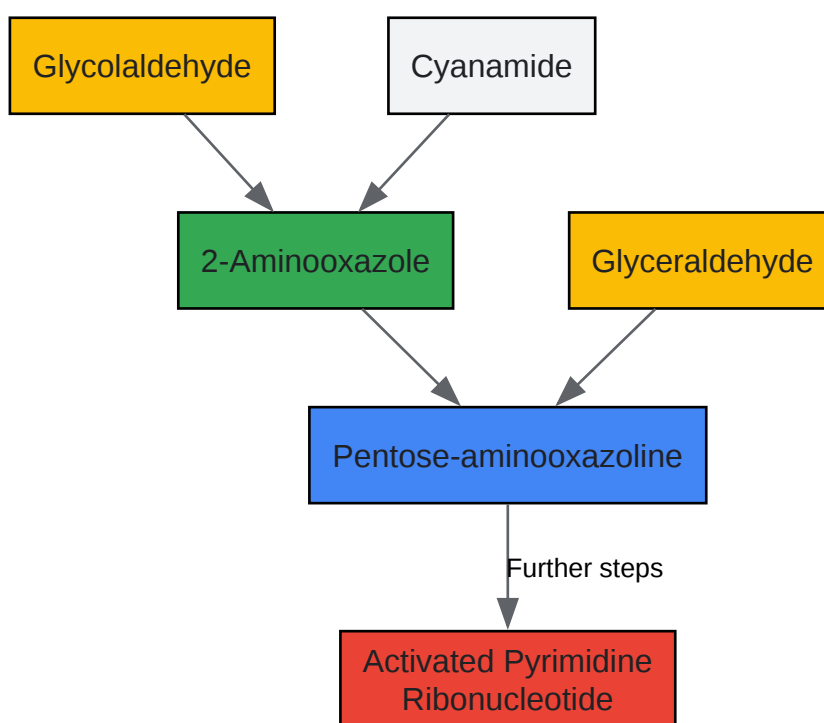 Glycolaldehyde
Cyanamide
2-Aminooxazole
Glyceraldehyde
Pentose-aminooxazoline
Further steps
Activated Pyrimidine
Ribonucleotide